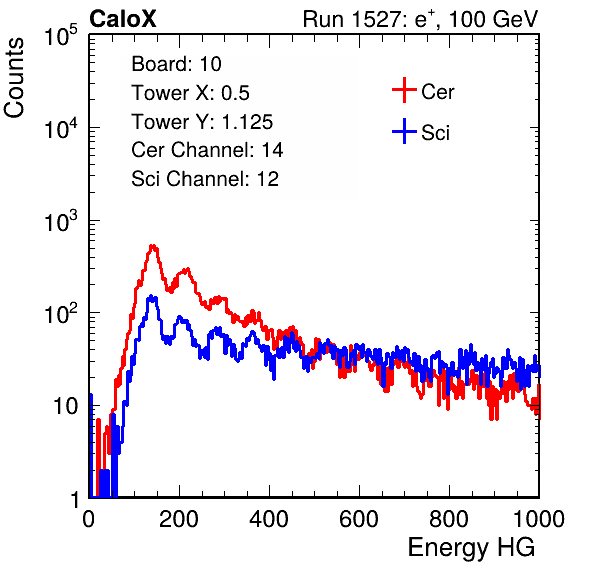 CaloX Run 1527: e⁺, 100 GeV
Counts
Board: 10
Tower X: 0.5
Tower Y: 1.125
Cer Channel: 14
Sci Channel: 12
Cer
Sci
10⁵
10⁴
10³
10²
10
1
0 200 400 600 800 1000
Energy HG